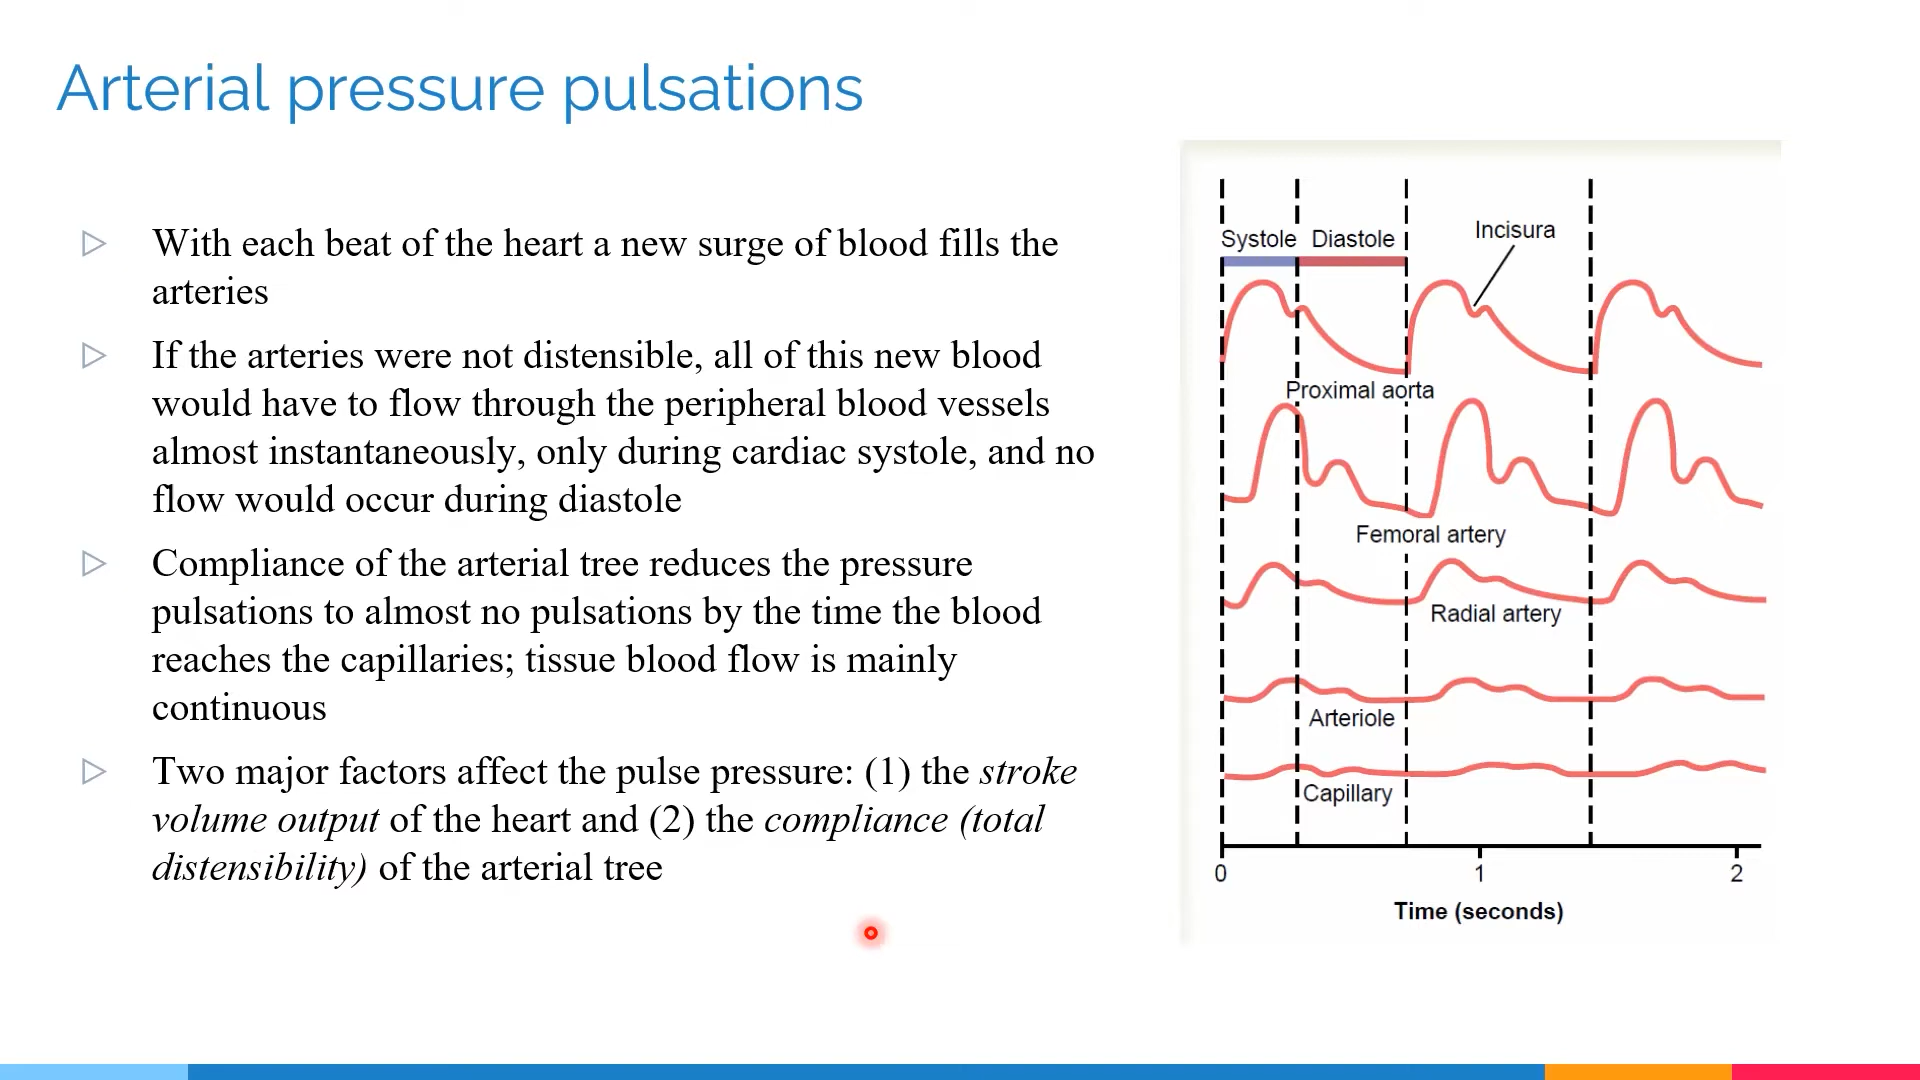 Arterial pressure pulsations
With each beat of the heart a new surge of blood fills the
arteries
If the arteries were not distensible, all of this new blood
would have to flow through the peripheral blood vessels
almost instantaneously, only during cardiac systole, and no
flow would occur during diastole
Compliance of the arterial tree reduces the pressure
pulsations to almost no pulsations by the time the blood
reaches the capillaries; tissue blood flow is mainly
continuous
Two major factors affect the pulse pressure: (1) the stroke
volume output of the heart and (2) the compliance (total
distensibility) of the arterial tree
Incisura
Systole Diastole
Proximal aorta
Femoral artery
Radial artery
Arteriole
Capillary
0 1 2
Time (seconds)